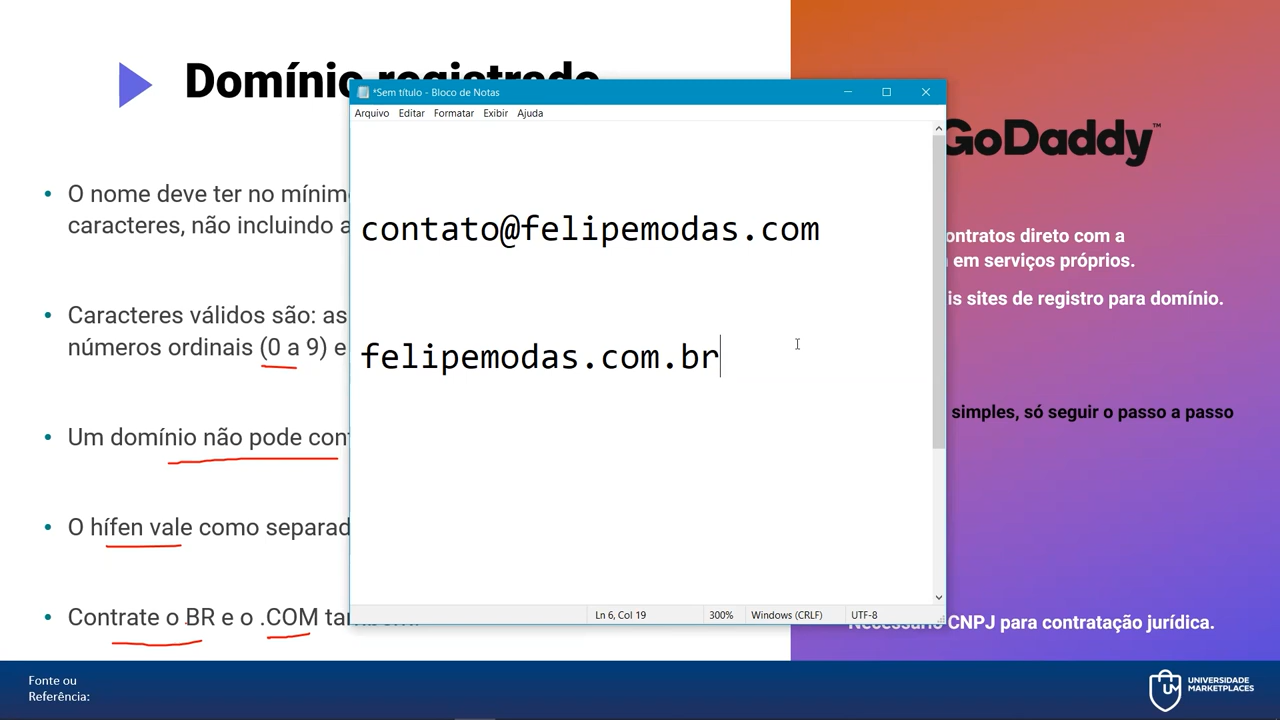 Domínio registrado
*Sem título - Bloco de Notas
Arquivo Editar Formatar Exibir Ajuda
contato@felipemodas.com
felipemodas.com.br
Ln 6, Col 19 300% Windows (CRLF) UTF-8
O nome deve ter no mínim
caracteres, não incluindo a
Caracteres válidos são: as
números ordinais (0 a 9) e
Um domínio não pode con
O hífen vale como separad
Contrate o BR e o .COM também.
GoDaddy™
ontratos direto com a
em serviços próprios.
is sites de registro para domínio.
simples, só seguir o passo a passo
Necessário CNPJ para contratação jurídica.
Fonte ou
Referência:
UM
UNIVERSIDADE
MARKETPLACES